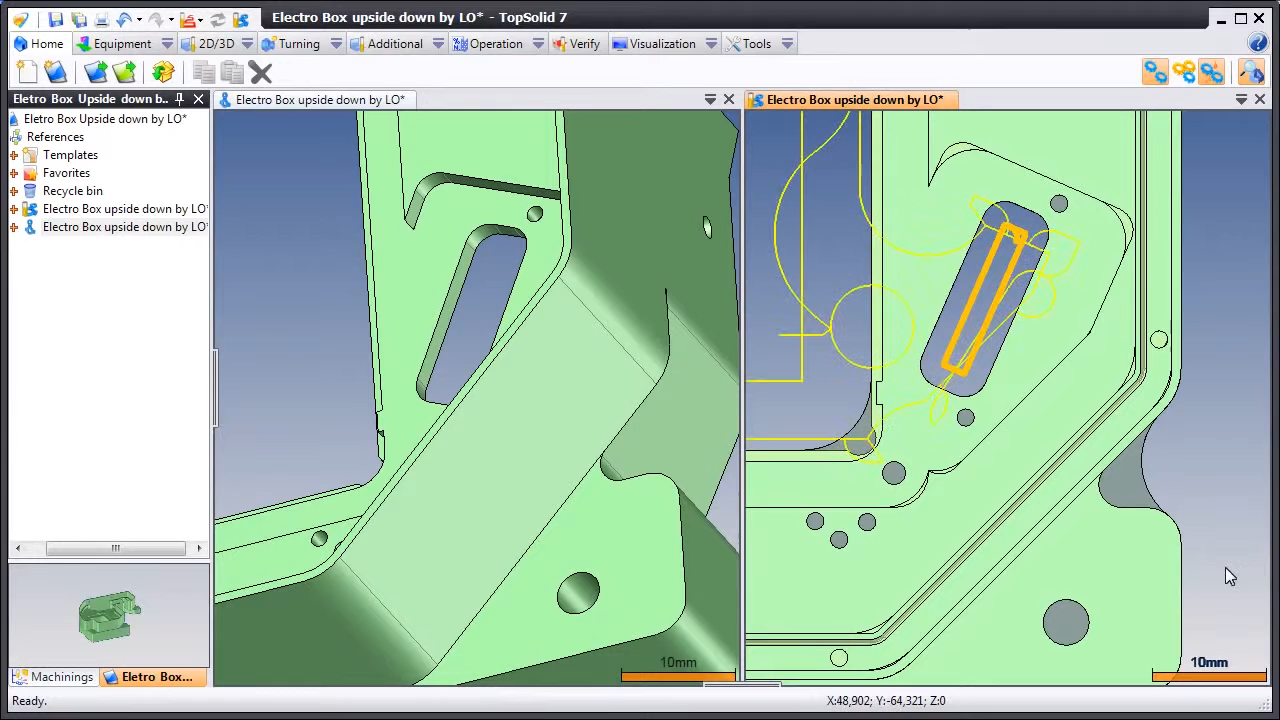 Electro Box upside down by LO* - TopSolid 7
Home Equipment 2D/3D Turning Additional Operation Verify Visualization Tools
Eletro Box Upside down b..
Electro Box upside down by LO*
Electro Box upside down by LO*
Eletro Box Upside down by LO*
References
Templates
Favorites
Recycle bin
Electro Box upside down by LO*
Electro Box upside down by LO*
10mm
10mm
Machinings
Eletro Box...
Ready.
X:48,902; Y:-64,321; Z:0